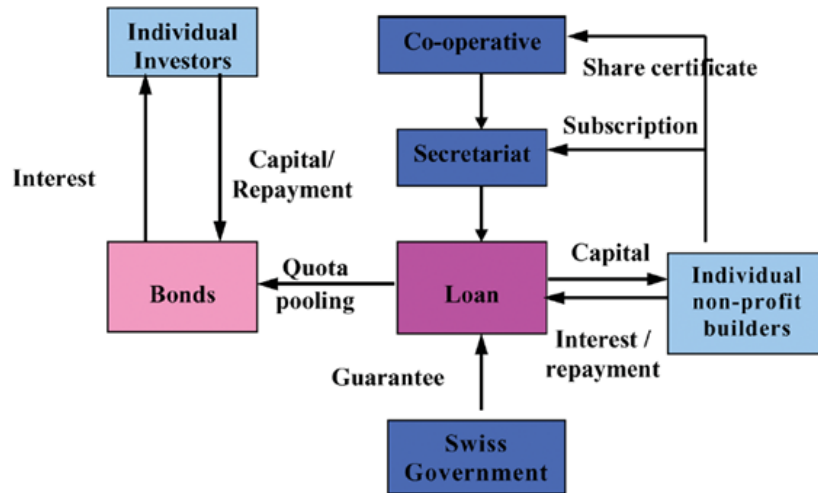 Individual
Investors
Co-operative
Share certificate
Subscription
Secretariat
Interest
Capital/
Repayment
Bonds
Quota
pooling
Loan
Capital
Individual
non-profit
builders
Interest /
repayment
Guarantee
Swiss
Government